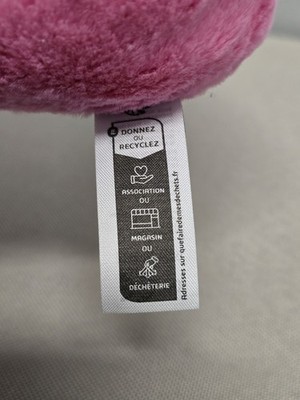 DONNEZ
OU
RECYCLEZ
ASSOCIATION
OU
MAGASIN
OU
DÉCHÈTERIE
Adresses sur quefairedemesdechets.fr